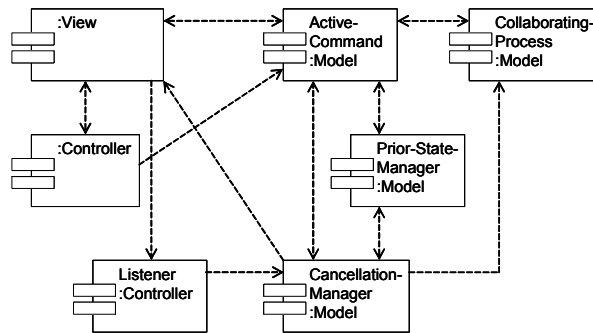 :View
Active-
Command
:Model
Collaborating-
Process
:Model
:Controller
Prior-State-
Manager
:Model
Listener
:Controller
Cancellation-
Manager
:Model